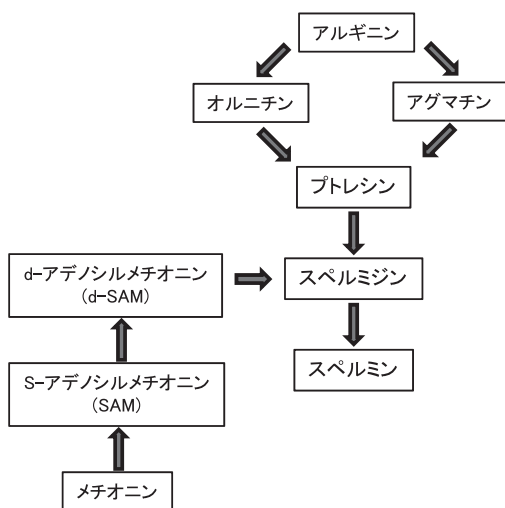 アルギニン
オルニチン
アグマチン
プトレシン
d-アデノシルメチオニン
(d-SAM)
スペルミジン
S-アデノシルメチオニン
(SAM)
スペルミン
メチオニン